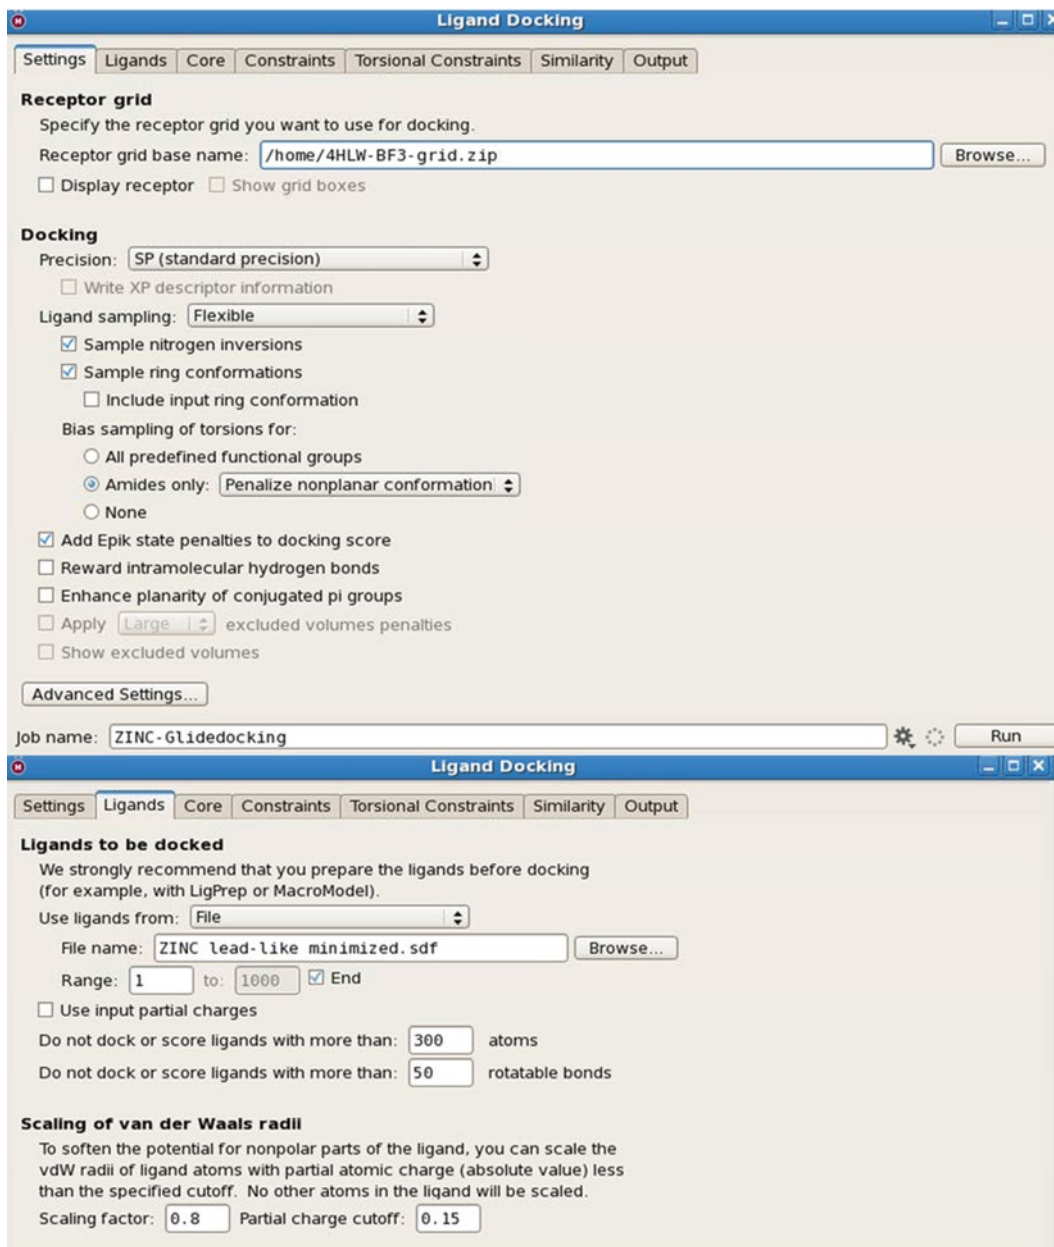 Ligand Docking
Settings Ligands Core Constraints Torsional Constraints Similarity Output
Receptor grid
Specify the receptor grid you want to use for docking.
Receptor grid base name: /home/4HLW-BF3-grid.zip Browse...
Display receptor Show grid boxes
Docking
Precision: SP (standard precision)
Write XP descriptor information
Ligand sampling: Flexible
Sample nitrogen inversions
Sample ring conformations
Include input ring conformation
Bias sampling of torsions for:
All predefined functional groups
Amides only: Penalize nonplanar conformation
None
Add Epik state penalties to docking score
Reward intramolecular hydrogen bonds
Enhance planarity of conjugated pi groups
Apply Large excluded volumes penalties
Show excluded volumes
Advanced Settings...
Job name: ZINC-Glidedocking Run
Ligand Docking
Settings Ligands Core Constraints Torsional Constraints Similarity Output
Ligands to be docked
We strongly recommend that you prepare the ligands before docking
(for example, with LigPrep or MacroModel).
Use ligands from: File
File name: ZINC lead-like minimized.sdf Browse...
Range: 1 to: 1000 End
Use input partial charges
Do not dock or score ligands with more than: 300 atoms
Do not dock or score ligands with more than: 50 rotatable bonds
Scaling of van der Waals radii
To soften the potential for nonpolar parts of the ligand, you can scale the
vdW radii of ligand atoms with partial atomic charge (absolute value) less
than the specified cutoff. No other atoms in the ligand will be scaled.
Scaling factor: 0.8 Partial charge cutoff: 0.15